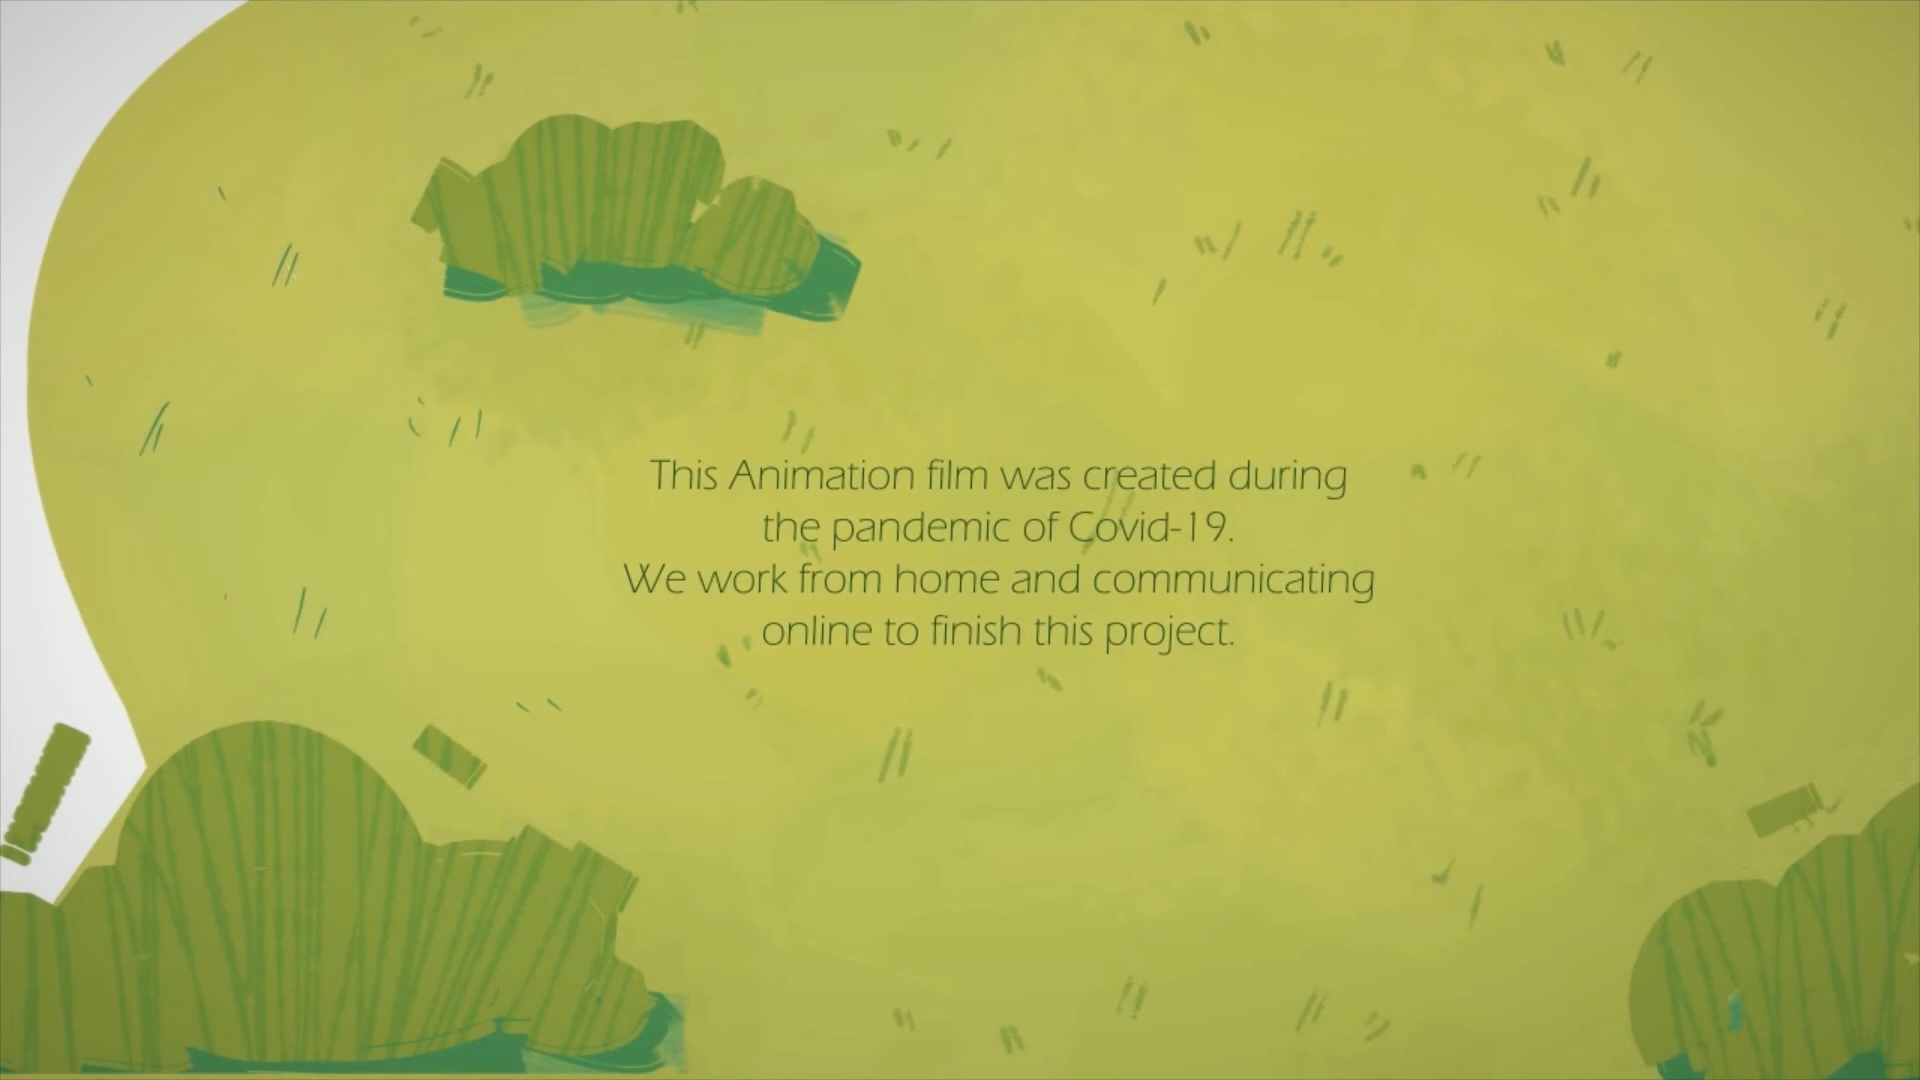 This Animation film was created during
the pandemic of Covid-19.
We work from home and communicating
online to finish this project.